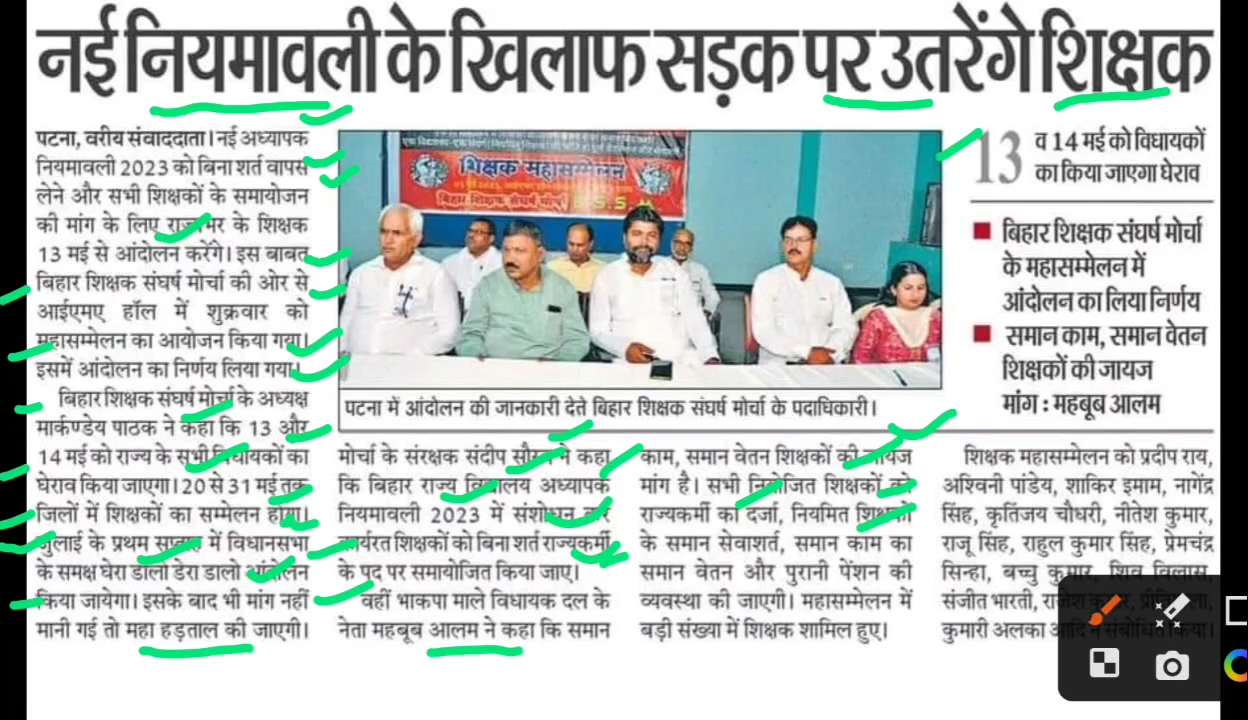 नई नियमावली के खिलाफ सड़क पर उतरेंगे शिक्षक
पटना, वरीय संवाददाता। नई अध्यापक
नियमावली 2023 को बिना शर्त वापस
लेने और सभी शिक्षकों के समायोजन
की मांग के लिए राज्यभर के शिक्षक
13 मई से आंदोलन करेंगे। इस बाबत
बिहार शिक्षक संघर्ष मोर्चा की ओर से
आईएमए हॉल में शुक्रवार को
महासम्मेलन का आयोजन किया गया।
इसमें आंदोलन का निर्णय लिया गया।
बिहार शिक्षक संघर्ष मोर्चा के अध्यक्ष
मार्कण्डेय पाठक ने कहा कि 13 और
14 मई को राज्य के सभी विधायकों का
घेराव किया जाएगा। 20 से 31 मई तक
जिलों में शिक्षकों का सम्मेलन होगा।
जुलाई के प्रथम सप्ताह में विधानसभा
के समक्ष घेरा डालो डेरा डालो आंदोलन
किया जायेगा। इसके बाद भी मांग नहीं
मानी गई तो महा हड़ताल की जाएगी।
शिक्षक महासम्मेलन
बिहार शिक्षक संघर्ष मोर्चा
पटना में आंदोलन की जानकारी देते बिहार शिक्षक संघर्ष मोर्चा के पदाधिकारी।
13 व 14 मई को विधायकों
का किया जाएगा घेराव
बिहार शिक्षक संघर्ष मोर्चा
के महासम्मेलन में
आंदोलन का लिया निर्णय
समान काम, समान वेतन
शिक्षकों की जायज
मांग : महबूब आलम
मोर्चा के संरक्षक संदीप सौरभ ने कहा
कि बिहार राज्य विद्यालय अध्यापक
नियमावली 2023 में संशोधन कर
कार्यरत शिक्षकों को बिना शर्त राज्यकर्मी
के पद पर समायोजित किया जाए।
वहीं भाकपा माले विधायक दल के
नेता महबूब आलम ने कहा कि समान
काम, समान वेतन शिक्षकों की जायज
मांग है। सभी नियोजित शिक्षकों को
राज्यकर्मी का दर्जा, नियमित शिक्षकों
के समान सेवाशर्त, समान काम का
समान वेतन और पुरानी पेंशन की
व्यवस्था की जाएगी। महासम्मेलन में
बड़ी संख्या में शिक्षक शामिल हुए।
शिक्षक महासम्मेलन को प्रदीप राय,
अश्विनी पांडेय, शाकिर इमाम, नागेंद्र
सिंह, कृतिंजय चौधरी, नीतेश कुमार,
राजू सिंह, राहुल कुमार सिंह, प्रेमचंद्र
सिन्हा, बच्चु कुमार, शिव विलास,
संजीत भारती, राजेश कुमार,
कुमारी अलका आदि ने संबोधित किया।